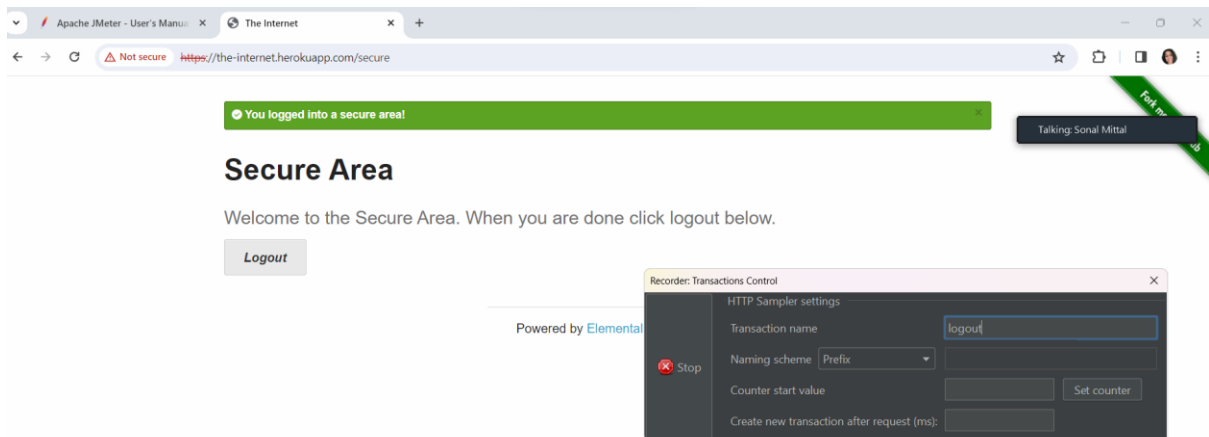 Apache JMeter - User's Manua
The Internet
Not secure https://the-internet.herokuapp.com/secure
You logged into a secure area!
Fork me
Talking: Sonal Mittal
Secure Area
Welcome to the Secure Area. When you are done click logout below.
Logout
Powered by Elemental
Recorder: Transactions Control
HTTP Sampler settings
Transaction name logout
Naming scheme Prefix
Stop
Counter start value Set counter
Create new transaction after request (ms):